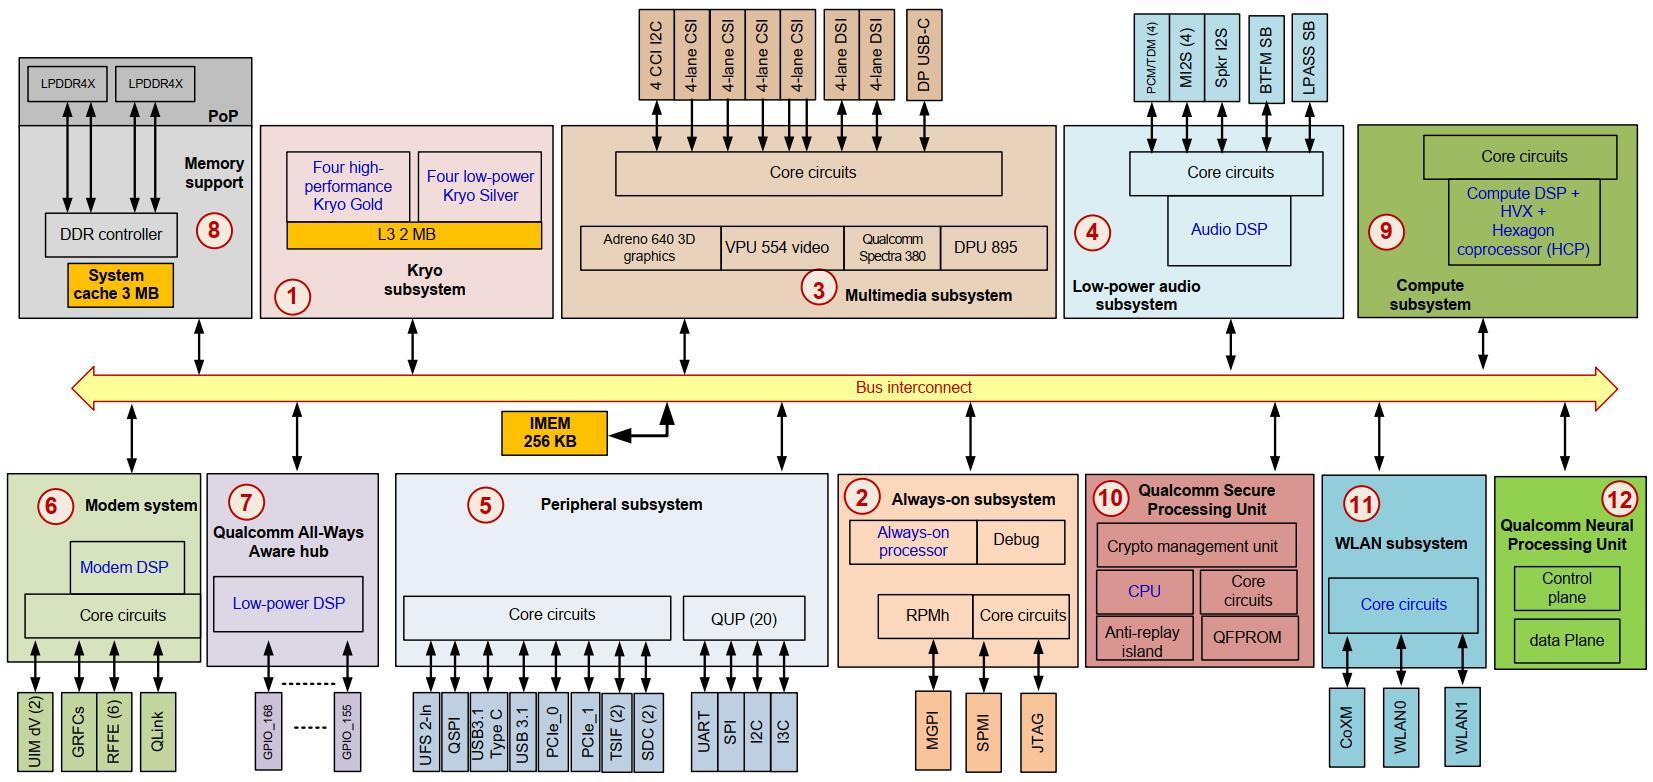 LPDDR4X
LPDDR4X
PoP
Memory
support
8
DDR controller
System
cache 3 MB
Four high-
performance
Kryo Gold
Four low-power
Kryo Silver
L3 2 MB
Kryo
subsystem
1
4 CCI I2C
4-lane CSI
4-lane CSI
4-lane CSI
4-lane CSI
4-lane DSI
4-lane DSI
DP USB-C
Core circuits
Adreno 640 3D
graphics
VPU 554 video
Qualcomm
Spectra 380
DPU 895
3
Multimedia subsystem
PCM/TDM (4)
MI2S (4)
Spkr I2S
BTFM SB
LPASS SB
Core circuits
4
Audio DSP
Low-power audio
subsystem
Core circuits
9
Compute DSP +
HVX +
Hexagon
coprocessor (HCP)
Compute
subsystem
Bus interconnect
IMEM
256 KB
6
Modem system
Modem DSP
Core circuits
UIM dV (2)
GRFCs
RFFE (6)
QLink
7
Qualcomm All-Ways
Aware hub
Low-power DSP
GPIO_168
GPIO_155
5
Peripheral subsystem
Core circuits
QUP (20)
UFS 2-ln
QSPI
USB3.1
Type C
USB 3.1
PCIe_0
PCIe_1
TSIF (2)
SDC (2)
UART
SPI
I2C
I3C
2
Always-on subsystem
Always-on
processor
Debug
RPMh
Core circuits
MGPI
SPMI
JTAG
10
Qualcomm Secure
Processing Unit
Crypto management unit
CPU
Core
circuits
Anti-replay
island
QFPROM
11
WLAN subsystem
Core circuits
CoXM
WLAN0
WLAN1
12
Qualcomm Neural
Processing Unit
Control
plane
data Plane